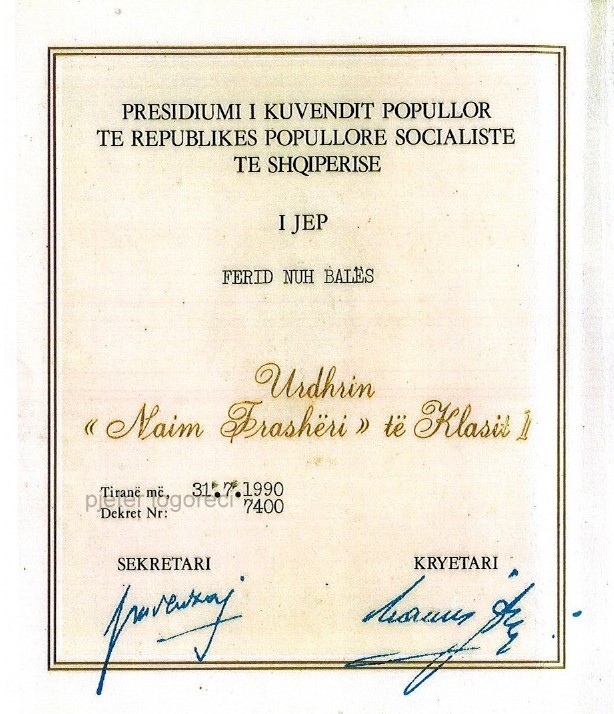 PRESIDIUMI I KUVENDIT POPULLOR
TE REPUBLIKES POPULLORE SOCIALISTE
TE SHQIPERISE
I JEP
FERID NUH BALËS
Urdhrin
« Naim Frashëri » të Klasit I
Tiranë më, 31.7.1990
pjeter logoreci
Dekret Nr: 7400
SEKRETARI KRYETARI